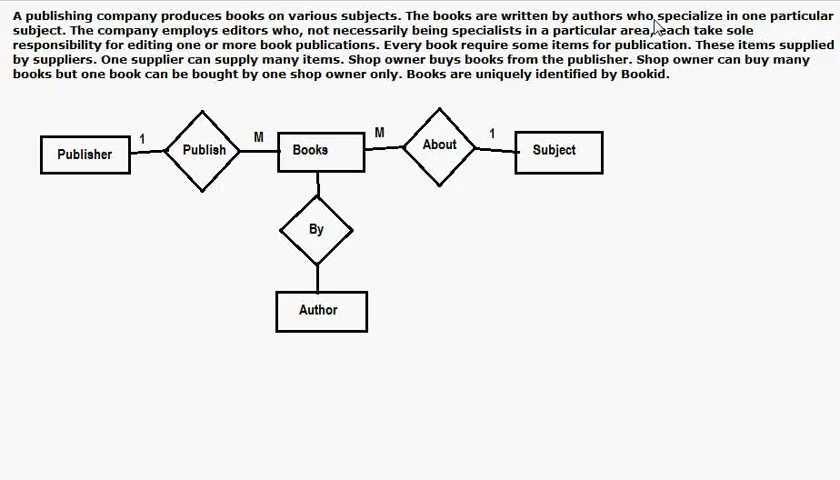 A publishing company produces books on various subjects. The books are written by authors who specialize in one particular
subject. The company employs editors who, not necessarily being specialists in a particular area, each take sole
responsibility for editing one or more book publications. Every book require some items for publication. These items supplied
by suppliers. One supplier can supply many items. Shop owner buys books from the publisher. Shop owner can buy many
books but one book can be bought by one shop owner only. Books are uniquely identified by Bookid.
Publisher 1 Publish M Books M About 1 Subject
By
Author